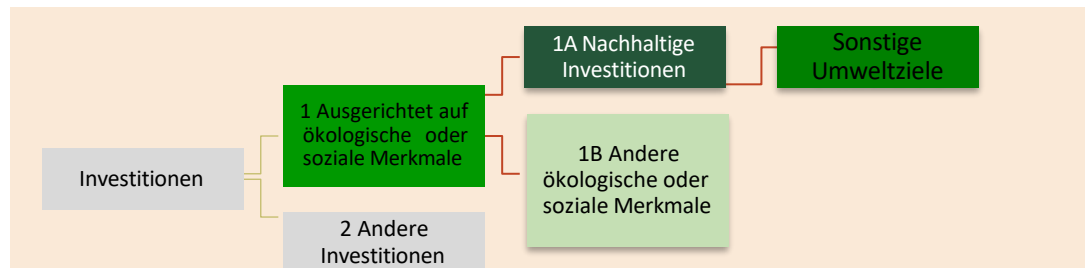 Investitionen
1 Ausgerichtet auf
ökologische oder
soziale Merkmale
2 Andere
Investitionen
1A Nachhaltige
Investitionen
1B Andere
ökologische oder
soziale Merkmale
Sonstige
Umweltziele